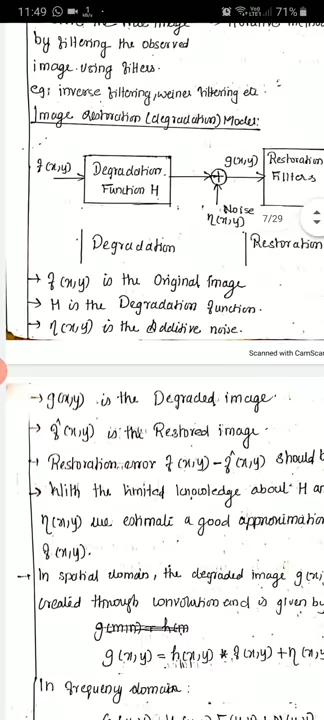 11:49
71%
by filtering the observed
image using filters.
eg: inverse filtering, weiner filtering etc.
Image Restoration (degradation) Model:
f(x,y)
Degradation
Function H
+
g(x,y)
Restoration
Filters
Noise
η(x,y)
7/29
Degradation
Restoration
→ f(x,y) is the Original Image
→ H is the Degradation function.
→ η(x,y) is the additive noise.
Scanned with CamScan
→ g(x,y) is the Degraded image.
→ f^(x,y) is the Restored image.
→ Restoration error f(x,y) - f^(x,y) should b
→ With the limited knowledge about H an
η(x,y) we estimate a good approximation
f(x,y).
→ In spatial domain, the degraded image g(x,
created through convolution and is given by
g(x,y) = h(x,y) * f(x,y) + η(x,y
In frequency domain: